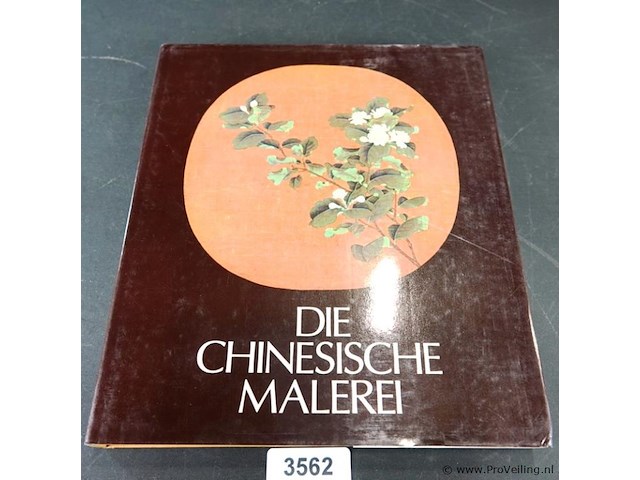 DIE
CHINESISCHE
MALEREI
3562
© www.ProVeiling.nl